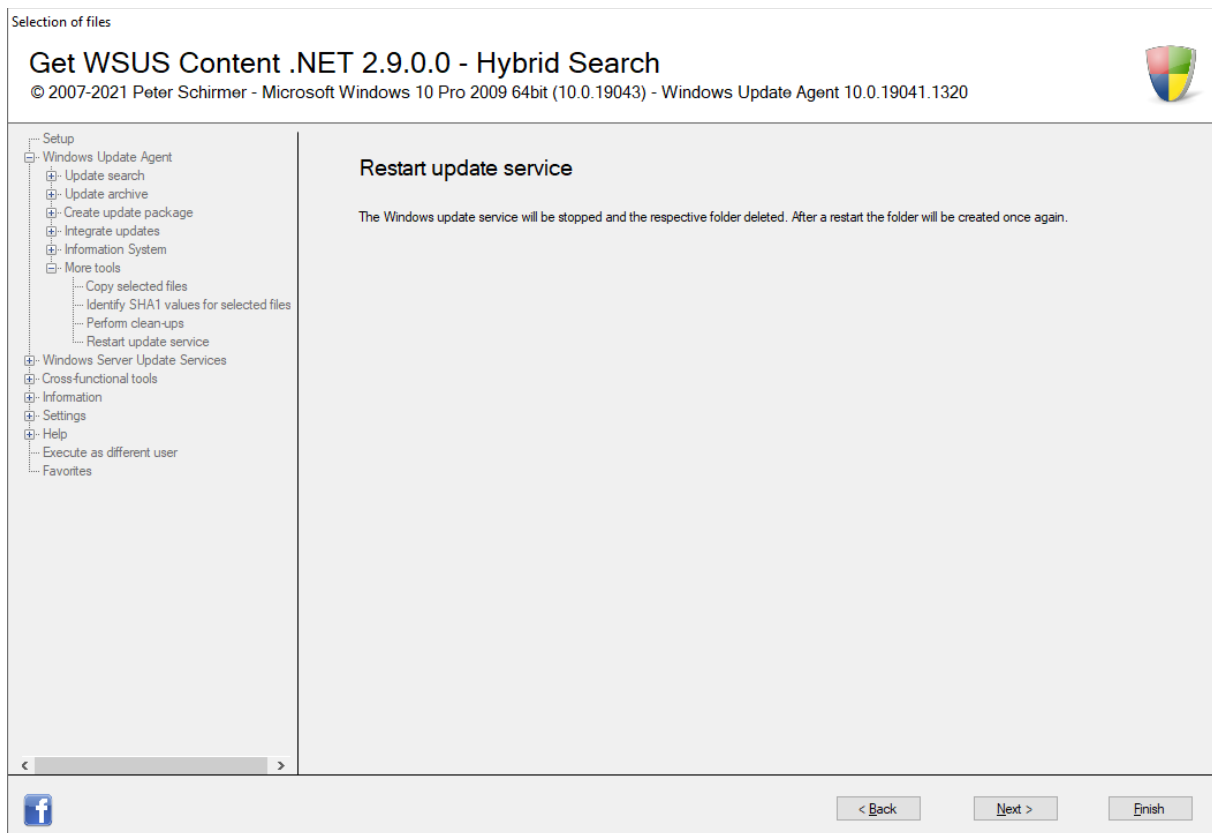 Selection of files
Get WSUS Content .NET 2.9.0.0 - Hybrid Search
© 2007-2021 Peter Schirmer - Microsoft Windows 10 Pro 2009 64bit (10.0.19043) - Windows Update Agent 10.0.19041.1320
Setup
Windows Update Agent
Update search
Update archive
Create update package
Integrate updates
Information System
More tools
Copy selected files
Identify SHA1 values for selected files
Perform clean-ups
Restart update service
Windows Server Update Services
Cross-functional tools
Information
Settings
Help
Execute as different user
Favorites
Restart update service
The Windows update service will be stopped and the respective folder deleted. After a restart the folder will be created once again.
< Back
Next >
Finish